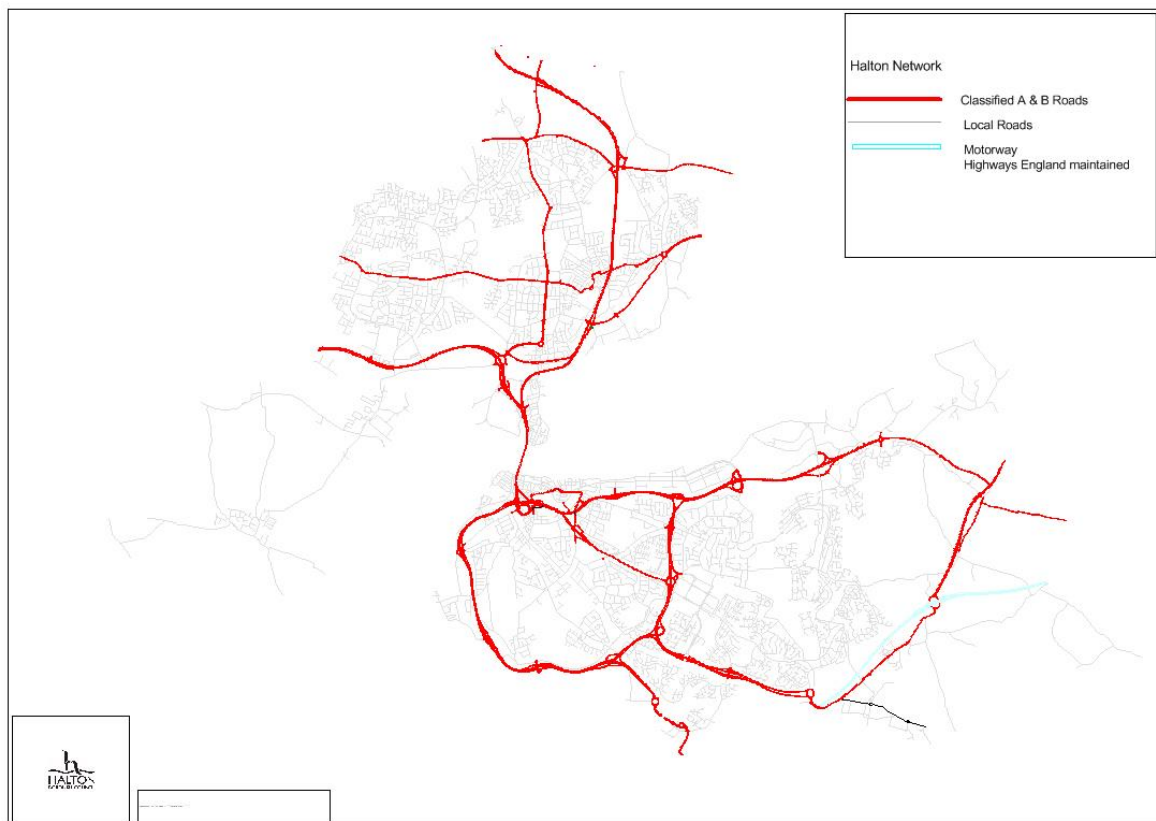 Halton Network
Classified A & B Roads
Local Roads
Motorway
Highways England maintained
HALTON